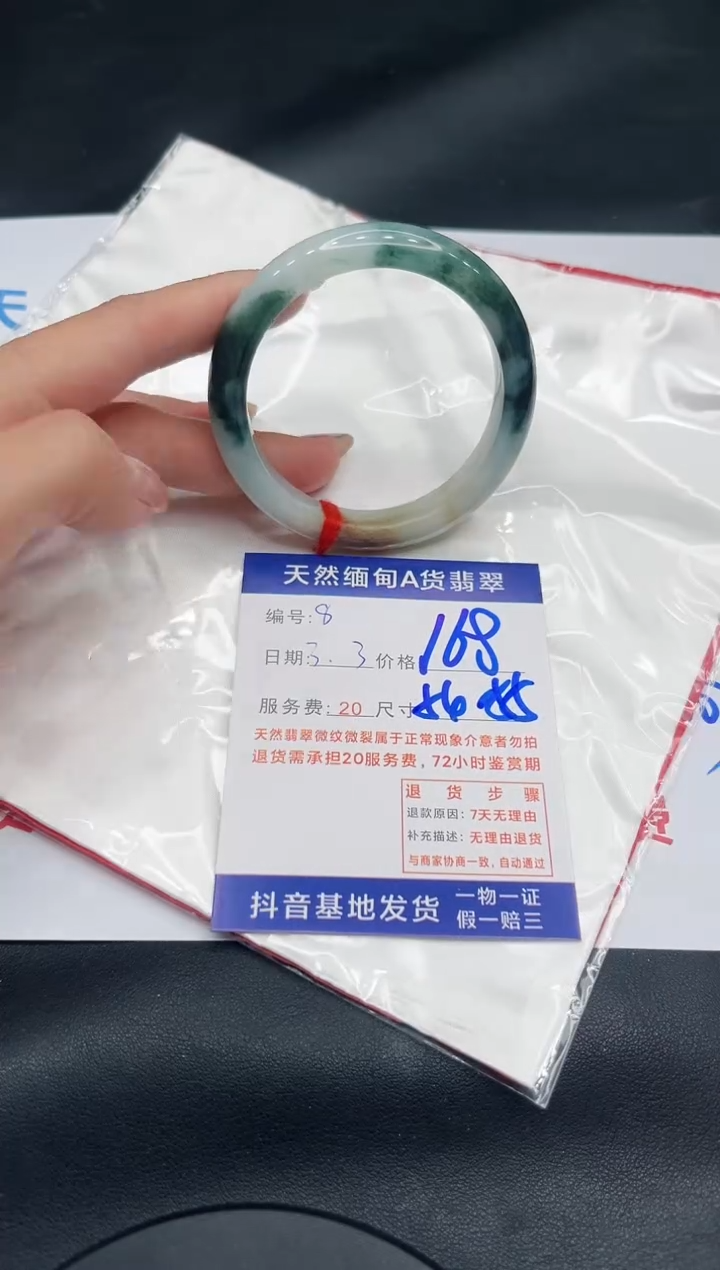 天然缅甸A货翡翠
编号:8
日期:3.3 价格168
服务费:20 尺寸
天然翡翠微纹微裂属于正常现象介意者勿拍
退货需承担20服务费，72小时鉴赏期
退货步骤
退款原因：7天无理由
补充描述：无理由退货
与商家协商一致，自动通过
抖音基地发货
一物一证
假一赔三
天